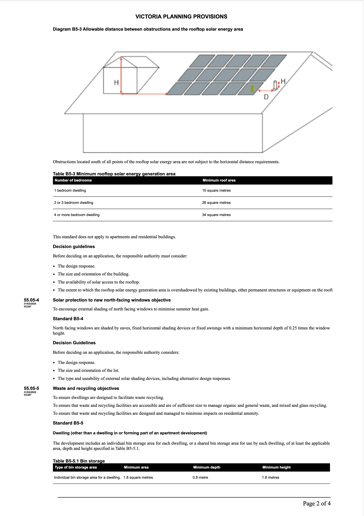 VICTORIA PLANNING PROVISIONS
Diagram B5-3 Allowable distance between obstructions and the rooftop solar energy area
H
H
D
Obstructions located south of all points of the rooftop solar energy area are not subject to the horizontal distance requirements.
Table B5-3 Minimum rooftop solar energy generation area
Number of bedrooms Minimum roof area
1 bedroom dwelling 15 square metres
2 or 3 bedroom dwelling 26 square metres
4 or more bedroom dwelling 34 square metres
This standard does not apply to apartments and residential buildings.
Decision guidelines
Before deciding on an application, the responsible authority must consider:
• The design response.
• The size and orientation of the building.
• The availability of solar access to the rooftop.
• The extent to which the rooftop solar energy generation area is overshadowed by existing buildings, other permanent structures or equipment on the roof
55.05-4 Solar protection to new north-facing windows objective
To encourage external shading of north facing windows to minimise summer heat gain.
Standard B5-4
North facing windows are shaded by eaves, fixed horizontal shading devices or fixed awnings with a minimum horizontal depth of 0.25 times the window
height.
Decision Guidelines
Before deciding on an application, the responsible authority considers:
• The design response.
• The size and orientation of the lot.
• The type and useability of external solar shading devices, including alternative design responses.
55.05-5 Waste and recycling objectives
To ensure dwellings are designed to facilitate waste recycling.
To ensure that waste and recycling facilities are accessible and are of sufficient size to manage organic and general waste, and mixed and glass recycling.
To ensure that waste and recycling facilities are designed and managed to minimise impacts on residential amenity.
Standard B5-5
Dwelling (other than a dwelling in or forming part of an apartment development)
The development includes an individual bin storage area for each dwelling, or a shared bin storage area for use by each dwelling, of at least the applicable
area, depth and height specified in Table B5-5.1.
Table B5-5.1 Bin storage
Type of bin storage area Minimum area Minimum depth Minimum height
Individual bin storage area for a dwelling 1.8 square metres 0.8 metre 1.8 metres
Page 2 of 4